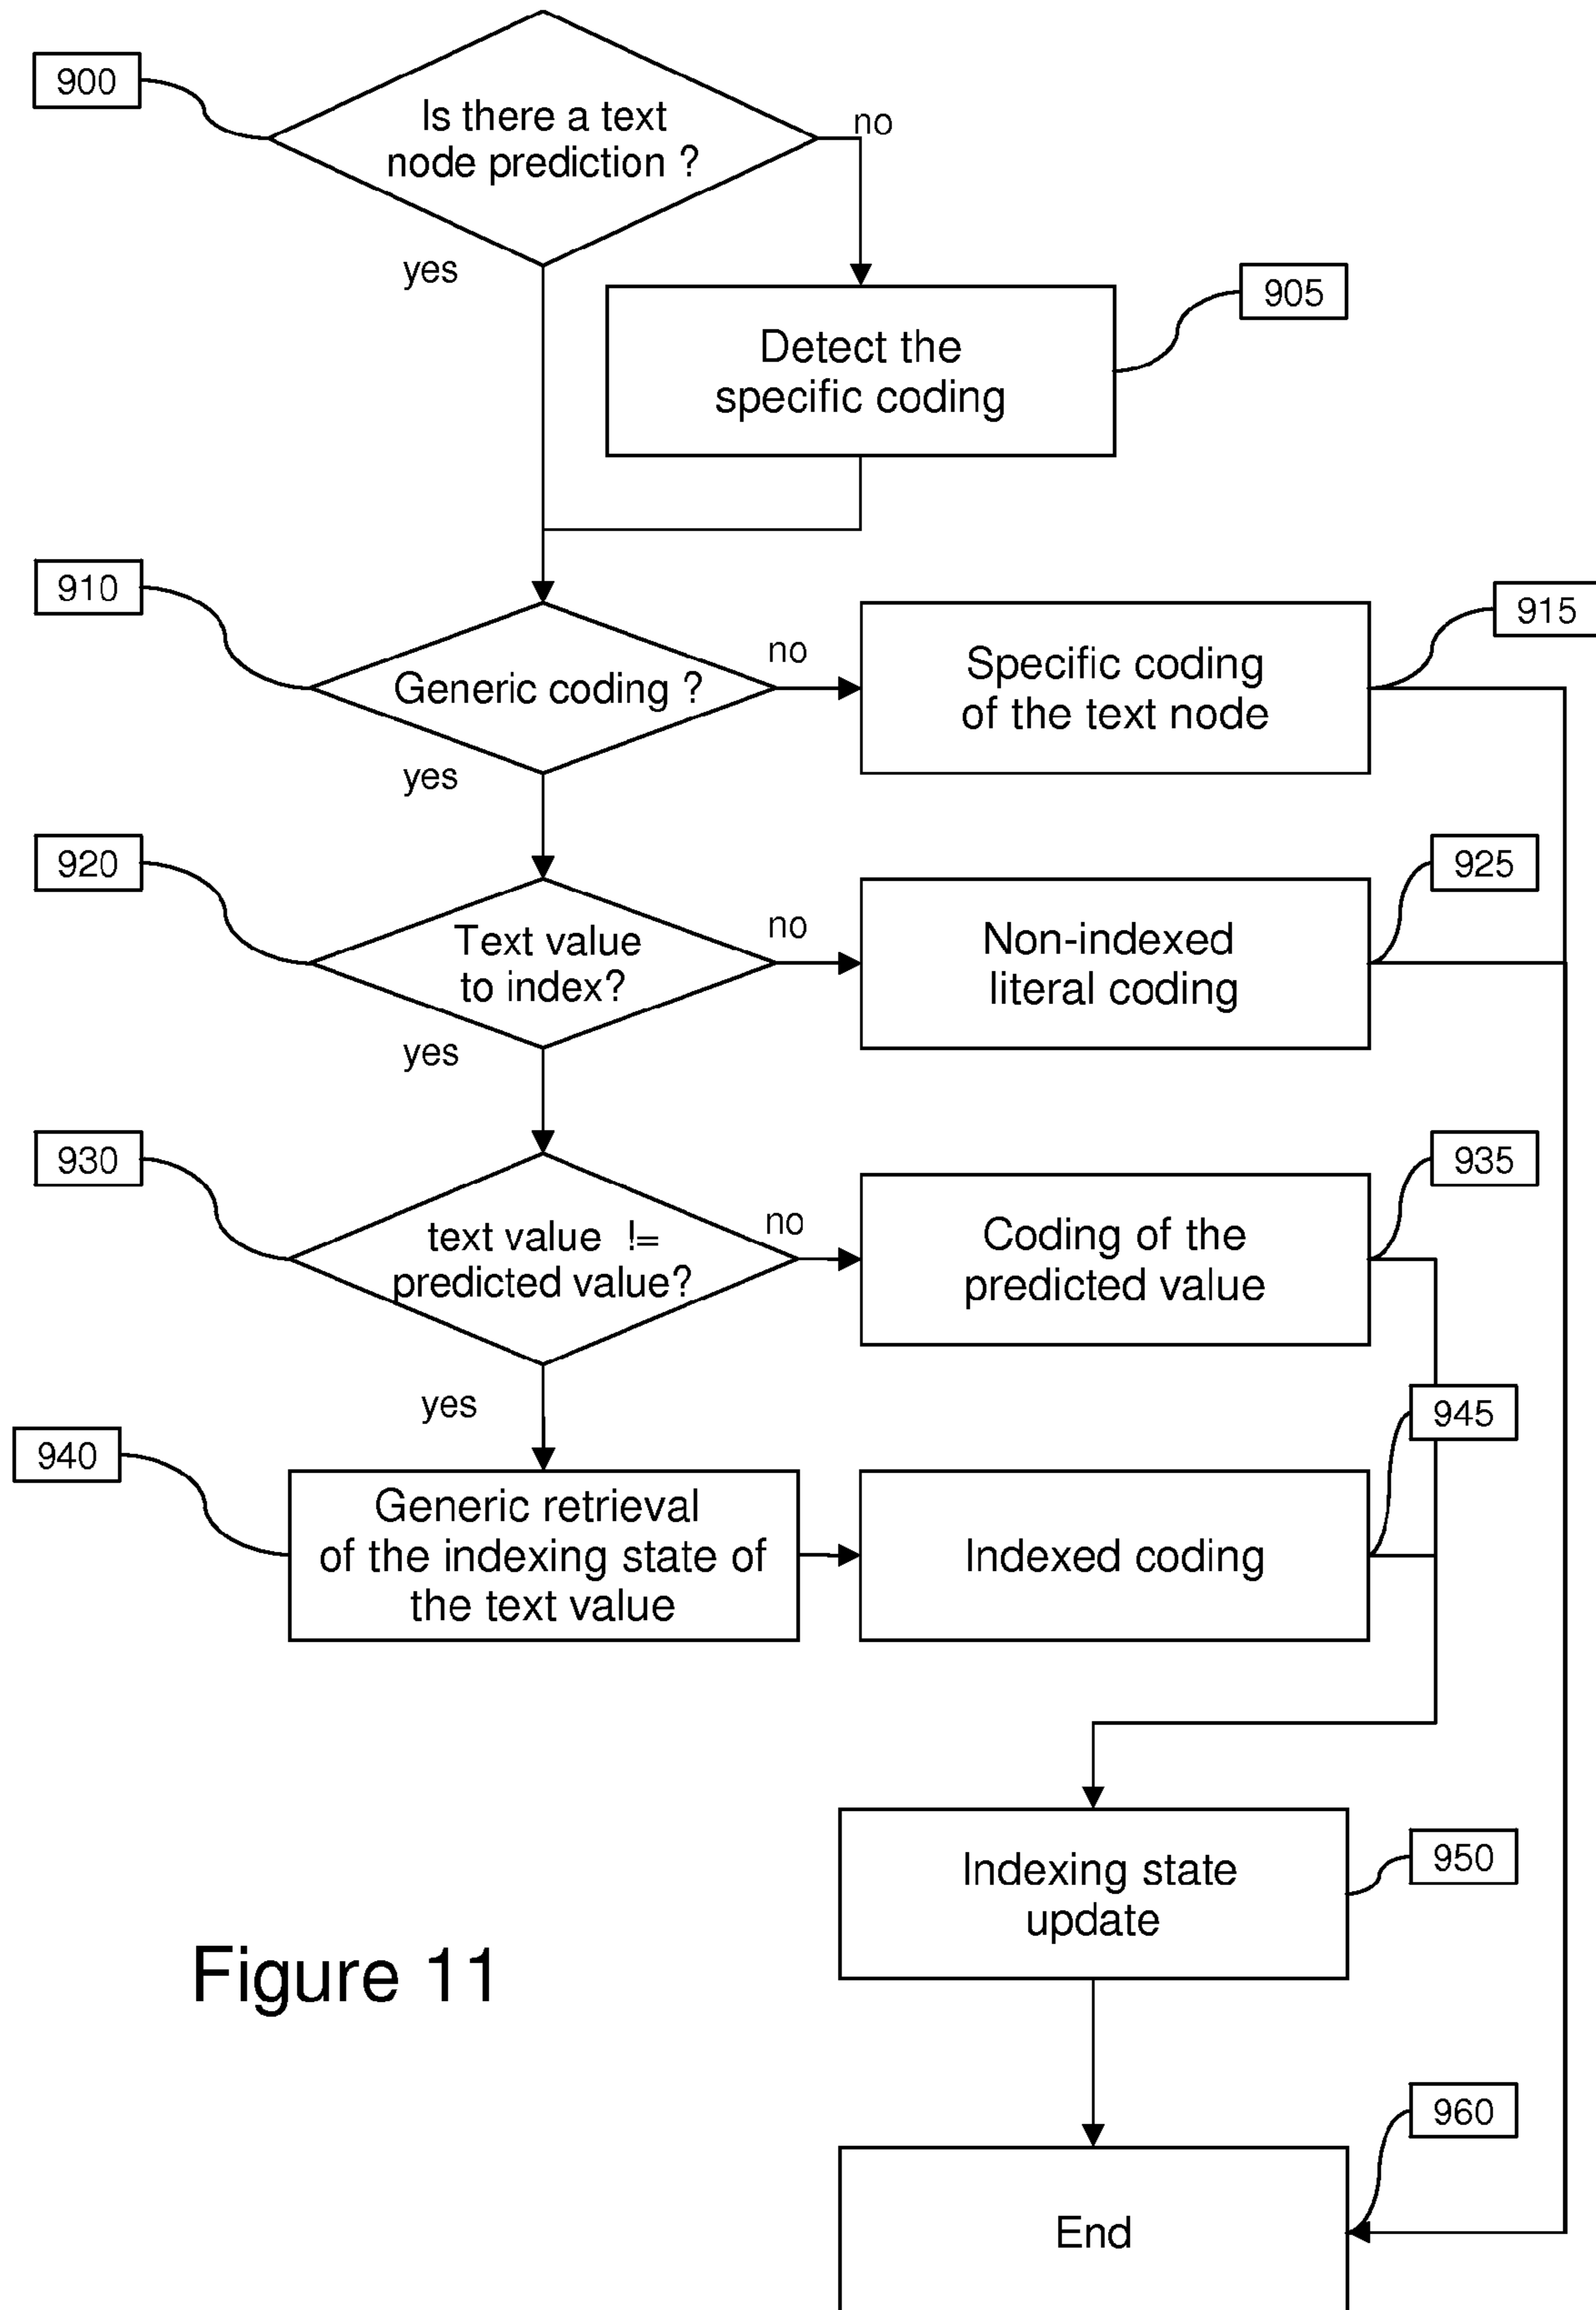 900
Is there a text
node prediction ?
no
yes
905
Detect the
specific coding
910
Generic coding ?
no
yes
915
Specific coding
of the text node
920
Text value
to index?
no
yes
925
Non-indexed
literal coding
930
text value != 
predicted value?
no
yes
935
Coding of the
predicted value
940
Generic retrieval
of the indexing state of
the text value
945
Indexed coding
950
Indexing state
update
Figure 11
960
End